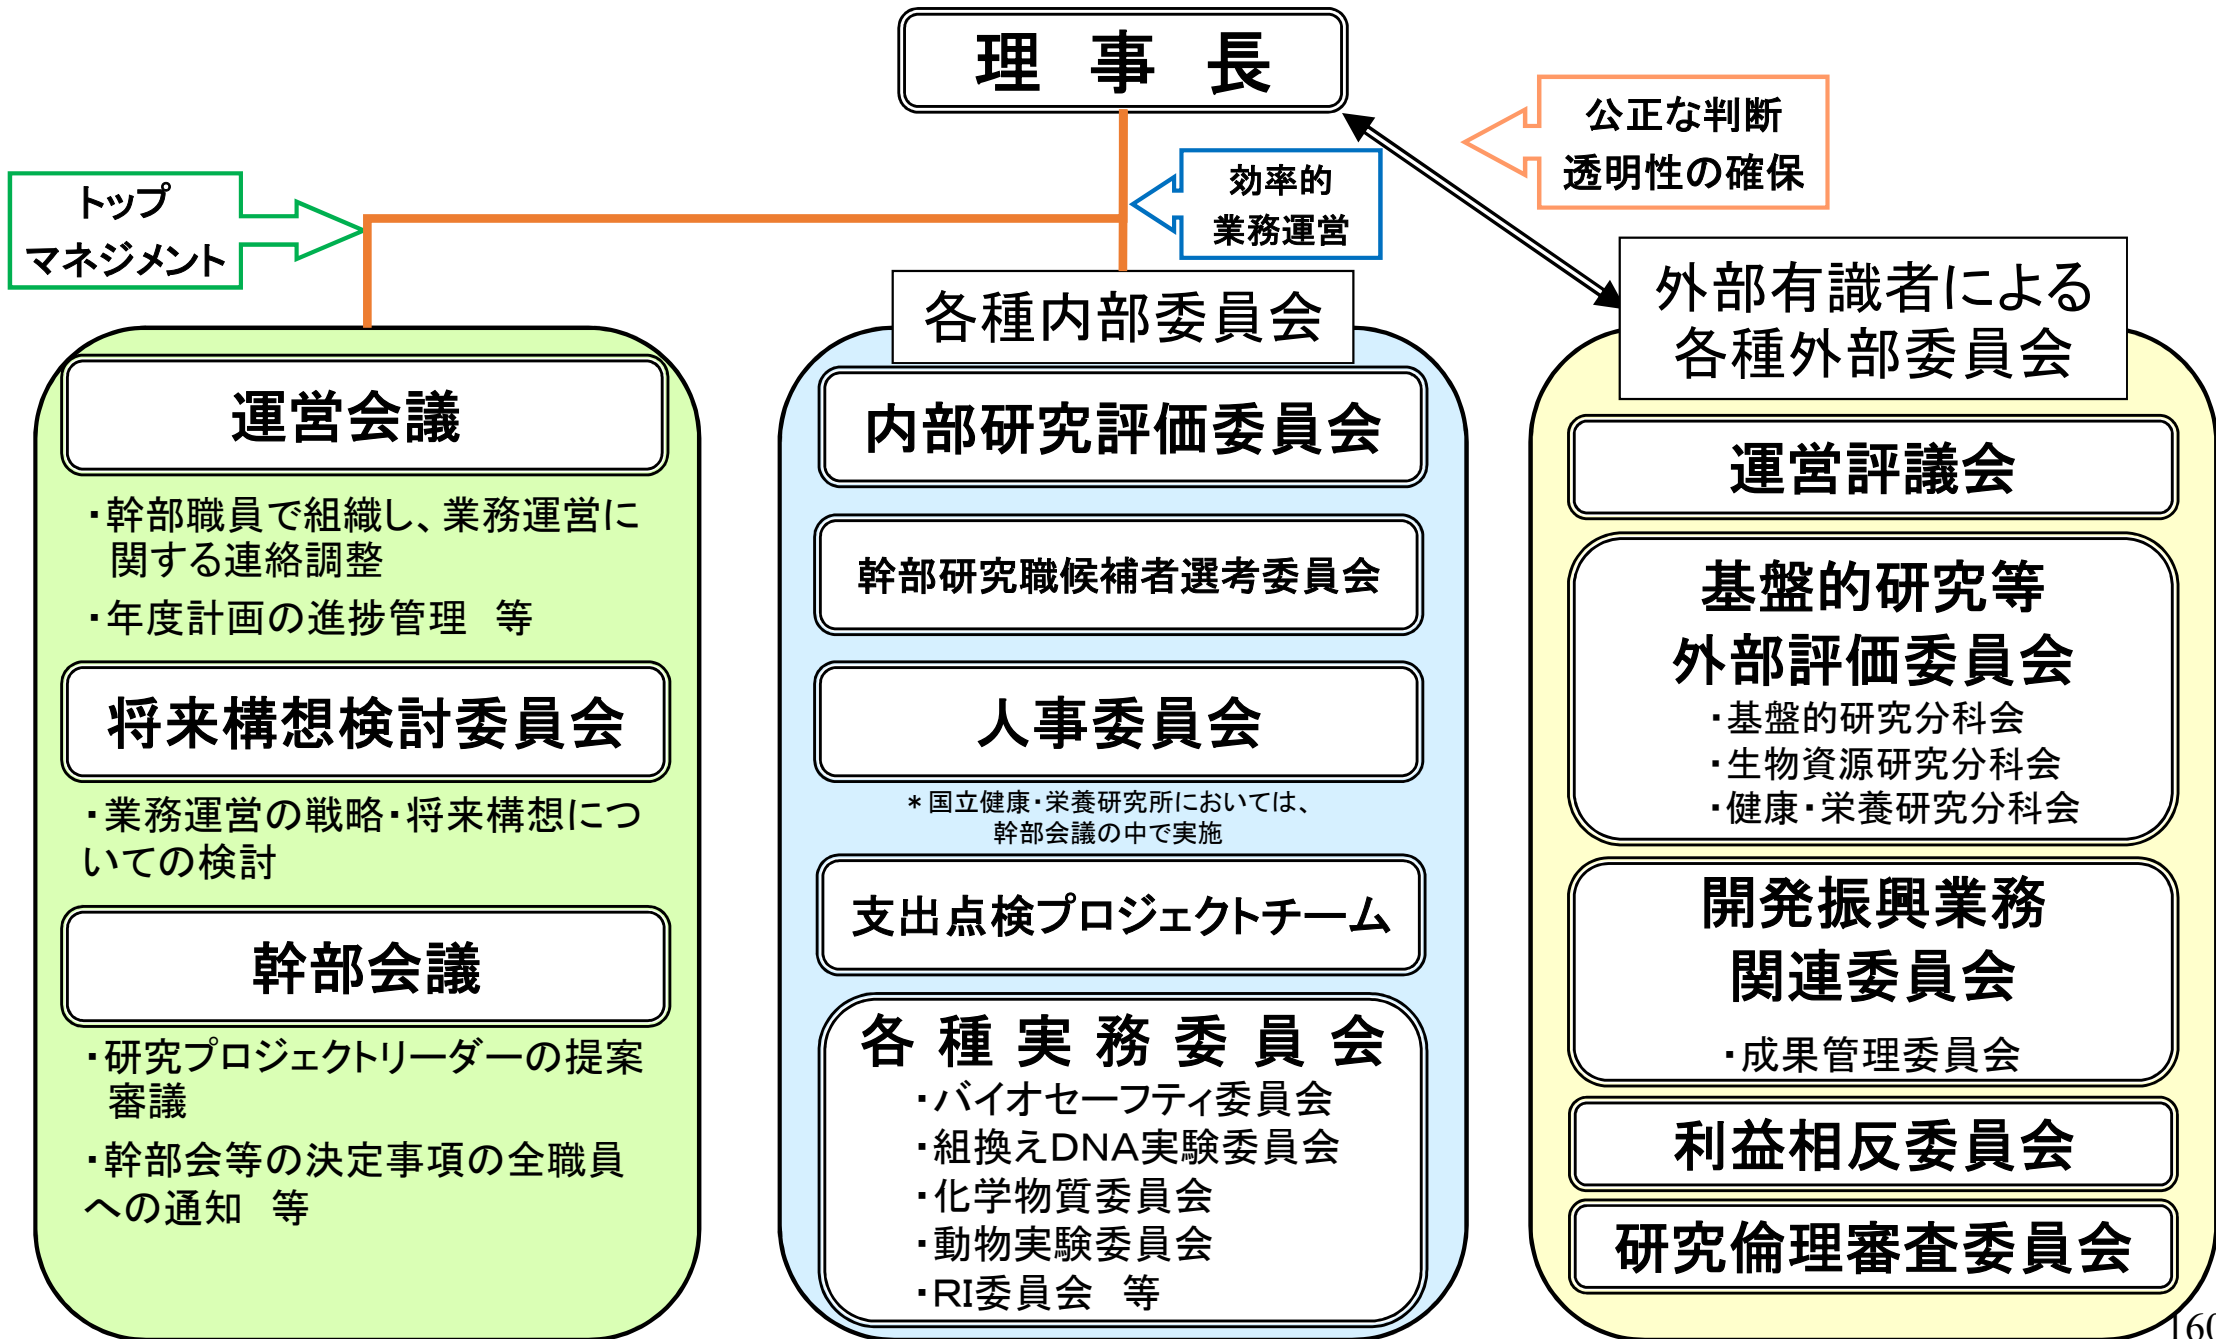 理 事 長
公正な判断
透明性の確保
効率的
業務運営
トップ
マネジメント
運営会議
・幹部職員で組織し、業務運営に
関する連絡調整
・年度計画の進捗管理 等
将来構想検討委員会
・業務運営の戦略・将来構想につ
いての検討
幹部会議
・研究プロジェクトリーダーの提案
審議
・幹部会等の決定事項の全職員
への通知 等
各種内部委員会
内部研究評価委員会
幹部研究職候補者選考委員会
人事委員会
* 国立健康・栄養研究所においては、
幹部会議の中で実施
支出点検プロジェクトチーム
各 種 実 務 委 員 会
・バイオセーフティ委員会
・組換えDNA実験委員会
・化学物質委員会
・動物実験委員会
・RI委員会 等
外部有識者による
各種外部委員会
運営評議会
基盤的研究等
外部評価委員会
・基盤的研究分科会
・生物資源研究分科会
・健康・栄養研究分科会
開発振興業務
関連委員会
・成果管理委員会
利益相反委員会
研究倫理審査委員会
160